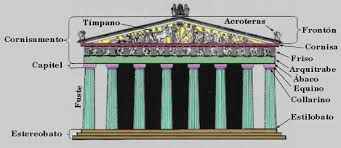 Tímpano
Acroteras
Frontón
Cornisamento
Cornisa
Friso
Capitel
Arquitrabe
Ábaco
Equino
Collarino
Fuste
Estilobato
Estereobato